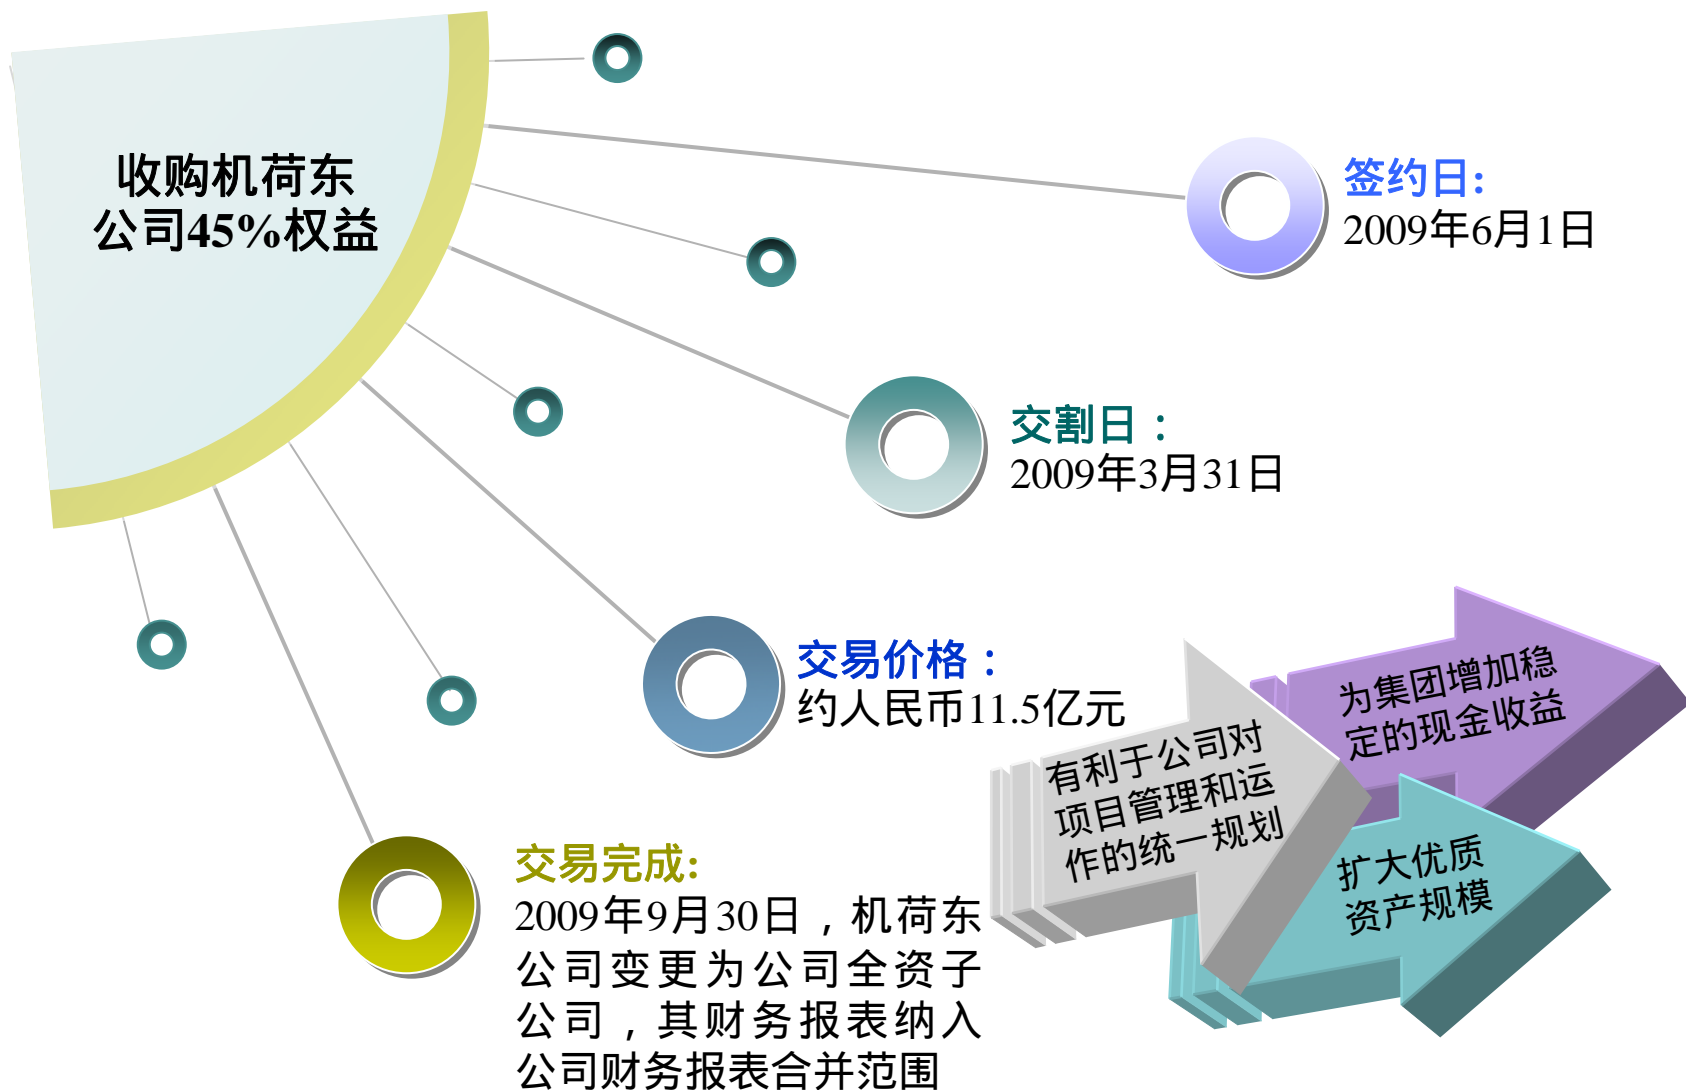 收购机荷东
公司45%权益
签约日:
2009年6月1日
交割日：
2009年3月31日
交易价格：
约人民币11.5亿元
交易完成:
2009年9月30日，机荷东
公司变更为公司全资子
公司，其财务报表纳入
公司财务报表合并范围
有利于公司对
项目管理和运
作的统一规划
为集团增加稳
定的现金收益
扩大优质
资产规模